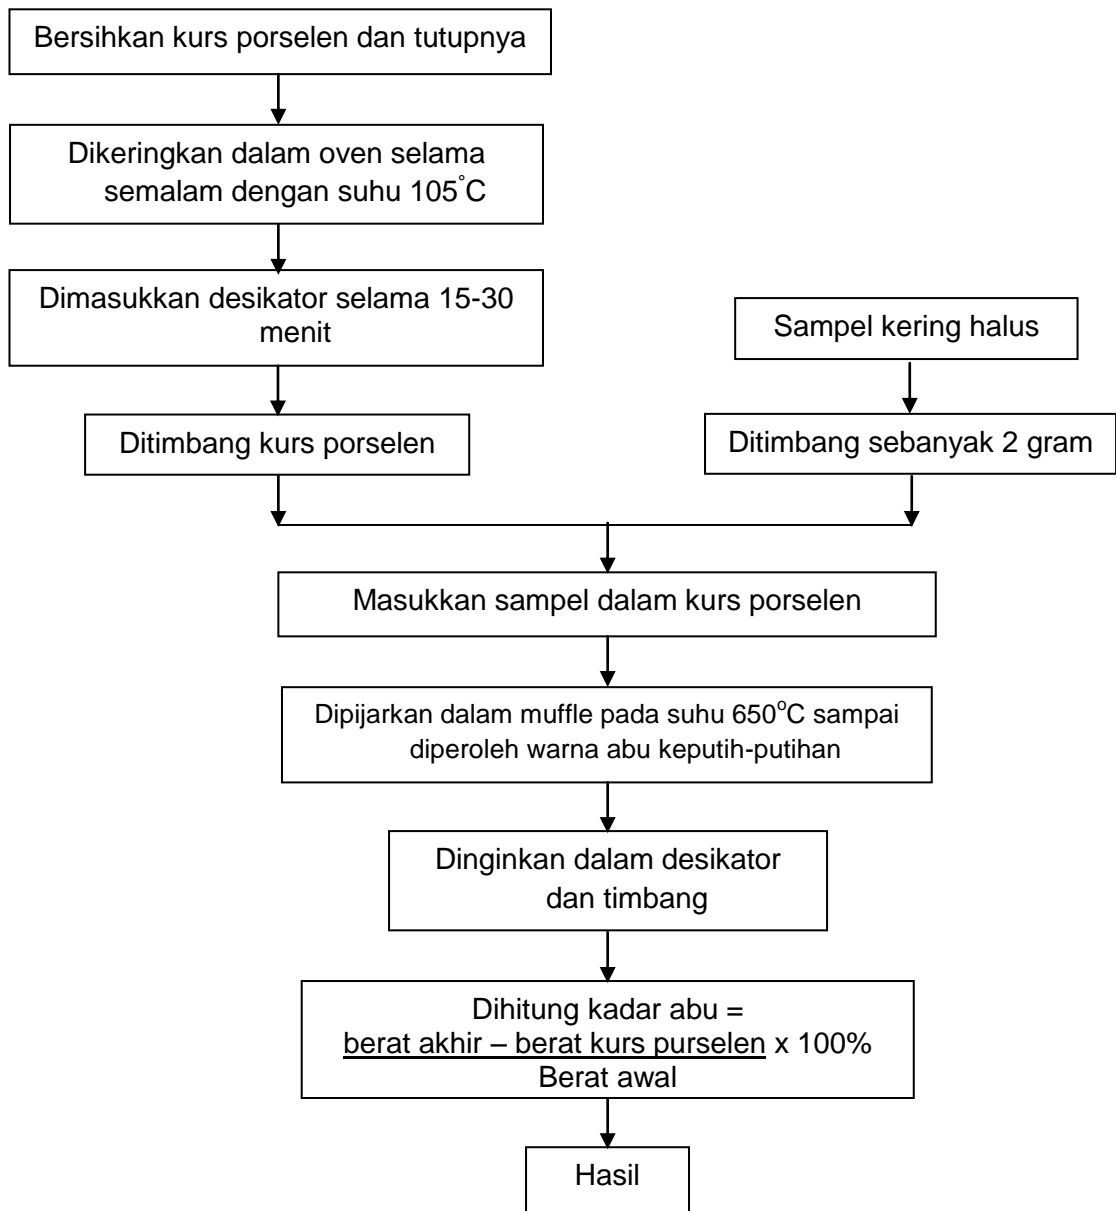 Bersihkan kurs porselen dan tutupnya
Dikeringkan dalam oven selama
semalam dengan suhu 105°C
Dimasukkan desikator selama 15-30
menit
Ditimbang kurs porselen
Sampel kering halus
Ditimbang sebanyak 2 gram
Masukkan sampel dalam kurs porselen
Dipijarkan dalam muffle pada suhu 650°C sampai
diperoleh warna abu keputih-putihan
Dinginkan dalam desikator
dan timbang
Dihitung kadar abu =
berat akhir – berat kurs purselen x 100%
Berat awal
Hasil